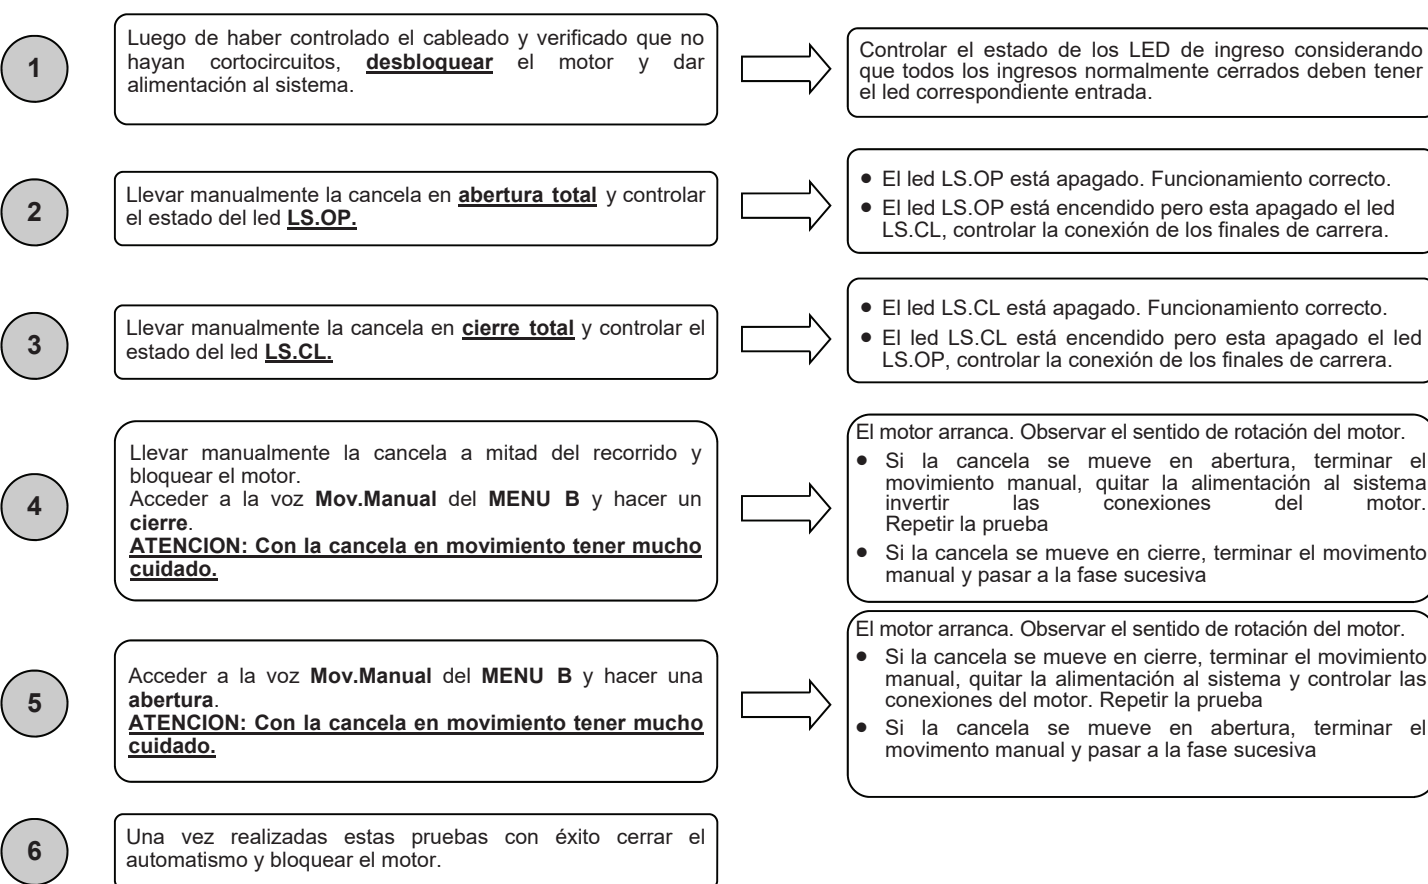 1
Luego de haber controlado el cableado y verificado que no
hayan cortocircuitos, desbloquear el motor y dar
alimentación al sistema.
Controlar el estado de los LED de ingreso considerando
que todos los ingresos normalmente cerrados deben tener
el led correspondiente entrada.
2
Llevar manualmente la cancela en abertura total y controlar
el estado del led LS.OP.
• El led LS.OP está apagado. Funcionamiento correcto.
• El led LS.OP está encendido pero esta apagado el led
LS.CL, controlar la conexión de los finales de carrera.
3
Llevar manualmente la cancela en cierre total y controlar el
estado del led LS.CL.
• El led LS.CL está apagado. Funcionamiento correcto.
• El led LS.CL está encendido pero esta apagado el led
LS.OP, controlar la conexión de los finales de carrera.
4
Llevar manualmente la cancela a mitad del recorrido y
bloquear el motor.
Acceder a la voz Mov.Manual del MENU B y hacer un
cierre.
ATENCION: Con la cancela en movimiento tener mucho
cuidado.
El motor arranca. Observar el sentido de rotación del motor.
• Si la cancela se mueve en abertura, terminar el
movimiento manual, quitar la alimentación al sistema
invertir las conexiones del motor.
Repetir la prueba
• Si la cancela se mueve en cierre, terminar el movimento
manual y pasar a la fase sucesiva
5
Acceder a la voz Mov.Manual del MENU B y hacer una
abertura.
ATENCION: Con la cancela en movimiento tener mucho
cuidado.
El motor arranca. Observar el sentido de rotación del motor.
• Si la cancela se mueve en cierre, terminar el movimiento
manual, quitar la alimentación al sistema y controlar las
conexiones del motor. Repetir la prueba
• Si la cancela se mueve en abertura, terminar el
movimento manual y pasar a la fase sucesiva
6
Una vez realizadas estas pruebas con éxito cerrar el
automatismo y bloquear el motor.